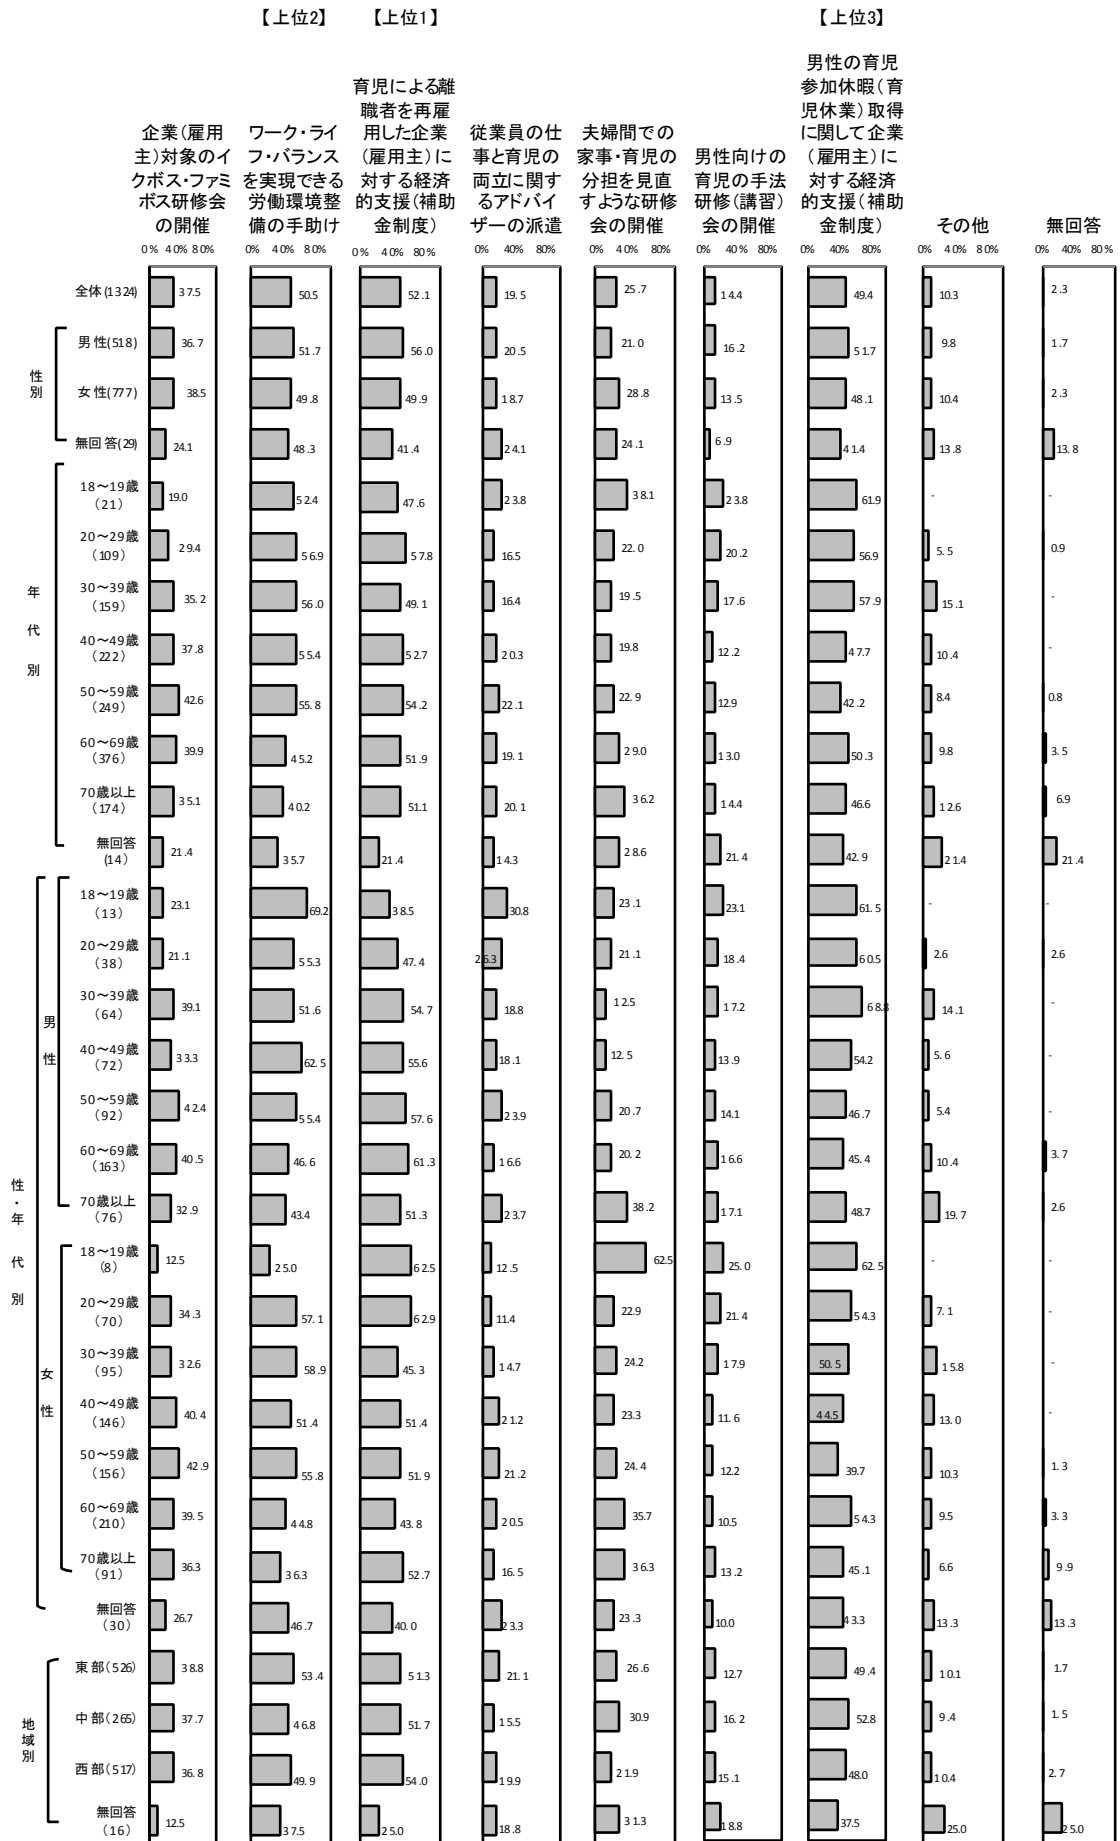 【上位2】 【上位1】 【上位3】
企業(雇用
主)対象のイ
クボス・ファミ
ボス研修会
の開催
ワーク・ライ
フ・バランス
を実現できる
労働環境整
備の手助け
育児による離
職者を再雇
用した企業
(雇用主)に
対する経済
的支援(補助
金制度)
従業員の仕
事と育児の
両立に関す
るアドバイ
ザーの派遣
夫婦間での
家事・育児の
分担を見直
すような研修
会の開催
男性向けの
育児の手法
研修(講習)
会の開催
男性の育児
参加休暇(育
児休業)取得
に関して企業
(雇用主)に
対する経済
的支援(補助
金制度)
その他
無回答
0% 40% 80% 0% 40% 80% 0% 40% 80% 0% 40% 80% 0% 40% 80% 0% 40% 80% 0% 40% 80% 0% 40% 80% 0% 40% 80%
全体(1324) 37.5 50.5 52.1 19.5 25.7 14.4 49.4 10.3 2.3
性別
男性(518) 36.7 51.7 56.0 20.5 21.0 16.2 51.7 9.8 1.7
女性(777) 38.5 49.8 49.9 18.7 28.8 13.5 48.1 10.4 2.3
無回答(29) 24.1 48.3 41.4 24.1 24.1 6.9 41.4 13.8 13.8
年代別
18～19歳
(21) 19.0 52.4 47.6 23.8 38.1 23.8 61.9 - -
20～29歳
(109) 29.4 56.9 57.8 16.5 22.0 20.2 56.9 5.5 0.9
30～39歳
(159) 35.2 56.0 49.1 16.4 19.5 17.6 57.9 15.1 -
40～49歳
(222) 37.8 55.4 52.7 20.3 19.8 12.2 47.7 10.4 -
50～59歳
(249) 42.6 55.8 54.2 22.1 22.9 12.9 42.2 8.4 0.8
60～69歳
(376) 39.9 45.2 51.9 19.1 29.0 13.0 50.3 9.8 3.5
70歳以上
(174) 35.1 40.2 51.1 20.1 36.2 14.4 46.6 12.6 6.9
無回答
(14) 21.4 35.7 21.4 14.3 28.6 21.4 42.9 21.4 21.4
性・年代別
男性
18～19歳
(13) 23.1 69.2 38.5 30.8 23.1 23.1 61.5 - -
20～29歳
(38) 21.1 55.3 47.4 26.3 21.1 18.4 60.5 2.6 2.6
30～39歳
(64) 39.1 51.6 54.7 18.8 12.5 17.2 68.8 14.1 -
40～49歳
(72) 33.3 62.5 55.6 18.1 12.5 13.9 54.2 5.6 -
50～59歳
(92) 42.4 55.4 57.6 23.9 20.7 14.1 46.7 5.4 -
60～69歳
(163) 40.5 46.6 61.3 16.6 20.2 16.6 45.4 10.4 3.7
70歳以上
(76) 32.9 43.4 51.3 23.7 38.2 17.1 48.7 19.7 2.6
女性
18～19歳
(8) 12.5 25.0 62.5 12.5 62.5 25.0 62.5 - -
20～29歳
(70) 34.3 57.1 62.9 11.4 22.9 21.4 54.3 7.1 -
30～39歳
(95) 32.6 58.9 45.3 14.7 24.2 17.9 50.5 15.8 -
40～49歳
(146) 40.4 51.4 51.4 21.2 23.3 11.6 44.5 13.0 -
50～59歳
(156) 42.9 55.8 51.9 21.2 24.4 12.2 39.7 10.3 1.3
60～69歳
(210) 39.5 44.8 43.8 20.5 35.7 10.5 54.3 9.5 3.3
70歳以上
(91) 36.3 36.3 52.7 16.5 36.3 13.2 45.1 6.6 9.9
無回答
(30) 26.7 46.7 40.0 23.3 23.3 10.0 43.3 13.3 13.3
地域別
東部(526) 38.8 53.4 51.3 21.1 26.6 12.7 49.4 10.1 1.7
中部(265) 37.7 46.8 51.7 15.5 30.9 16.2 52.8 9.4 1.5
西部(517) 36.8 49.9 54.0 19.9 21.9 15.1 48.0 10.4 2.7
無回答
(16) 12.5 37.5 25.0 18.8 31.3 18.8 37.5 25.0 25.0